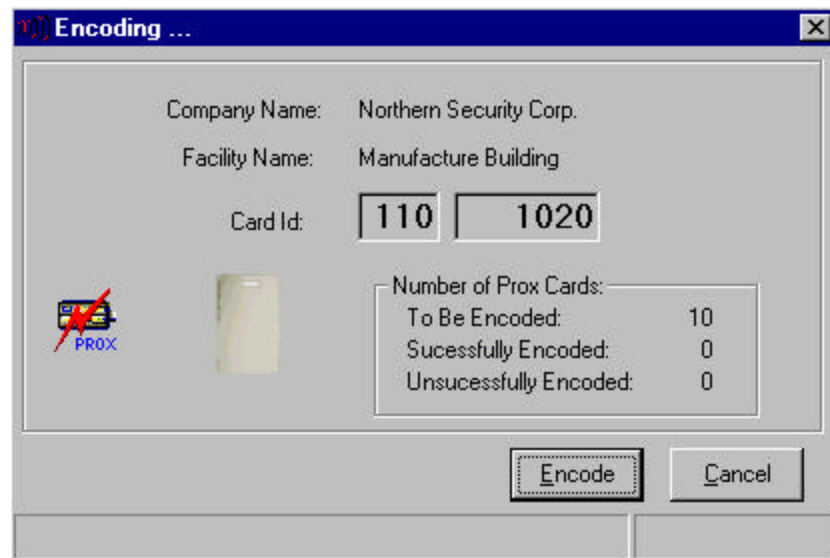 Encoding ...
Company Name: Northern Security Corp.
Facility Name: Manufacture Building
Card Id: 110 1020
Number of Prox Cards:
To Be Encoded: 10
Sucessfully Encoded: 0
Unsucessfully Encoded: 0
PROX
Encode Cancel